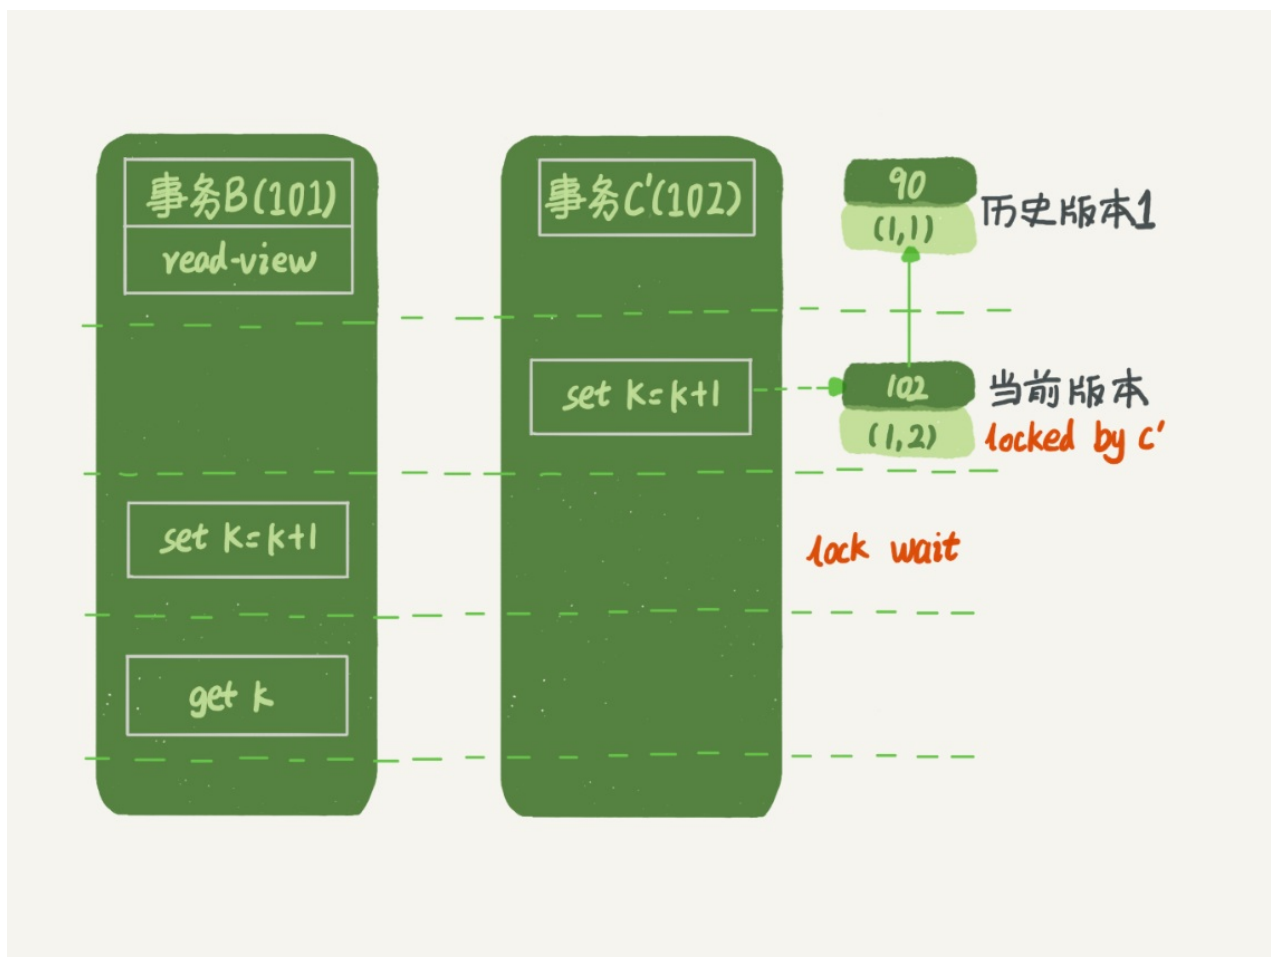 事务B(101)
read-view
事务C'(102)
90
(1,1)
历史版本1
set k=k+1
102
(1,2)
当前版本
locked by c'
set k=k+1
lock wait
get k